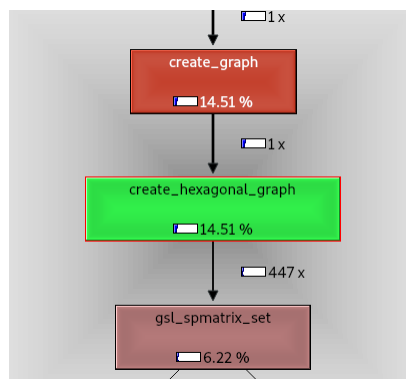 1 x
create_graph
14.51 %
1 x
create_hexagonal_graph
14.51 %
447 x
gsl_spmatrix_set
6.22 %